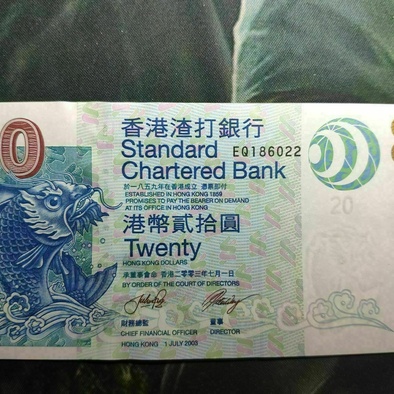 0
香港渣打銀行
Standard
Chartered Bank
EQ186022
於一八五九年在香港成立 憑票即付
ESTABLISHED IN HONG KONG 1859
PROMISES TO PAY THE BEARER ON DEMAND
AT ITS OFFICE IN HONG KONG
港幣貳拾圓
Twenty
HONG KONG DOLLARS
承董事會命 香港二零零三年七月一日
BY ORDER OF THE COURT OF DIRECTORS
財務總監 董事
CHIEF FINANCIAL OFFICER DIRECTOR
HONG KONG 1 JULY 2003